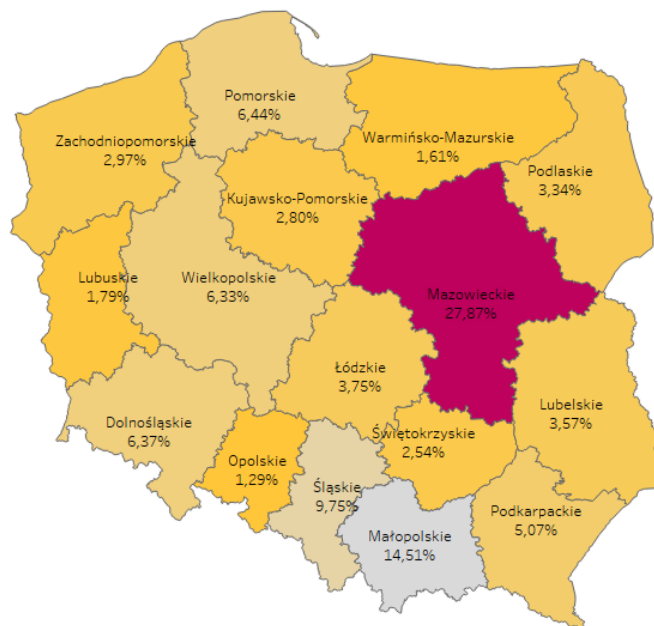 Pomorskie
6,44%
Zachodniopomorskie
2,97%
Warmińsko-Mazurskie
1,61%
Podlaskie
3,34%
Kujawsko-Pomorskie
2,80%
Lubuskie
1,79%
Wielkopolskie
6,33%
Mazowieckie
27,87%
Łódzkie
3,75%
Lubelskie
3,57%
Dolnośląskie
6,37%
Świętokrzyskie
2,54%
Opolskie
1,29%
Śląskie
9,75%
Małopolskie
14,51%
Podkarpackie
5,07%